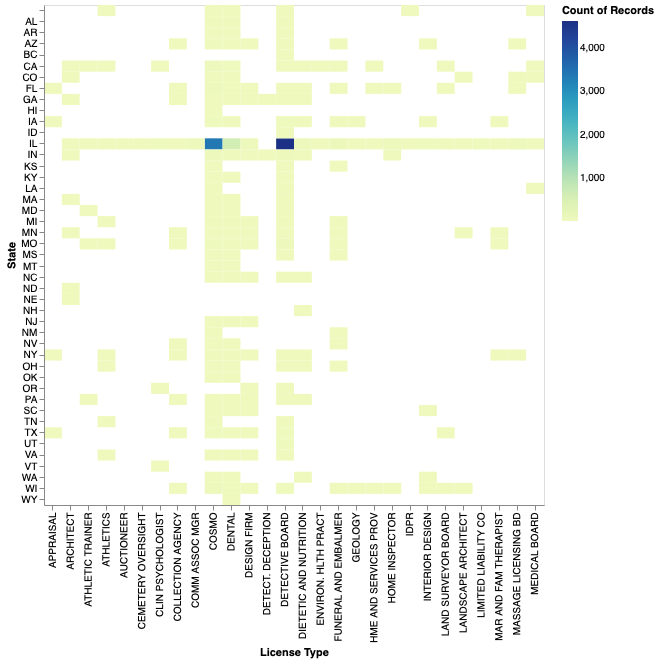 Count of Records
4,000
3,000
2,000
1,000
State
AL
AR
AZ
BC
CA
CO
FL
GA
HI
IA
ID
IL
IN
KS
KY
LA
MA
MD
MI
MN
MO
MS
MT
NC
ND
NE
NH
NJ
NM
NV
NY
OH
OK
OR
PA
SC
TN
TX
UT
VA
VT
WA
WI
WY
APPRAISAL
ARCHITECT
ATHLETIC TRAINER
ATHLETICS
AUCTIONEER
CEMETERY OVERSIGHT
CLIN PSYCHOLOGIST
COLLECTION AGENCY
COMM ASSOC MGR
COSMO
DENTAL
DESIGN FIRM
DETECT. DECEPTION
DETECTIVE BOARD
DIETETIC AND NUTRITION
ENVIRON. HLTH PRACT
FUNERAL AND EMBALMER
GEOLOGY
HME AND SERVICES PROV
HOME INSPECTOR
IDPR
INTERIOR DESIGN
LAND SURVEYOR BOARD
LANDSCAPE ARCHITECT
LIMITED LIABILITY CO
MAR AND FAM THERAPIST
MASSAGE LICENSING BD
MEDICAL BOARD
License Type